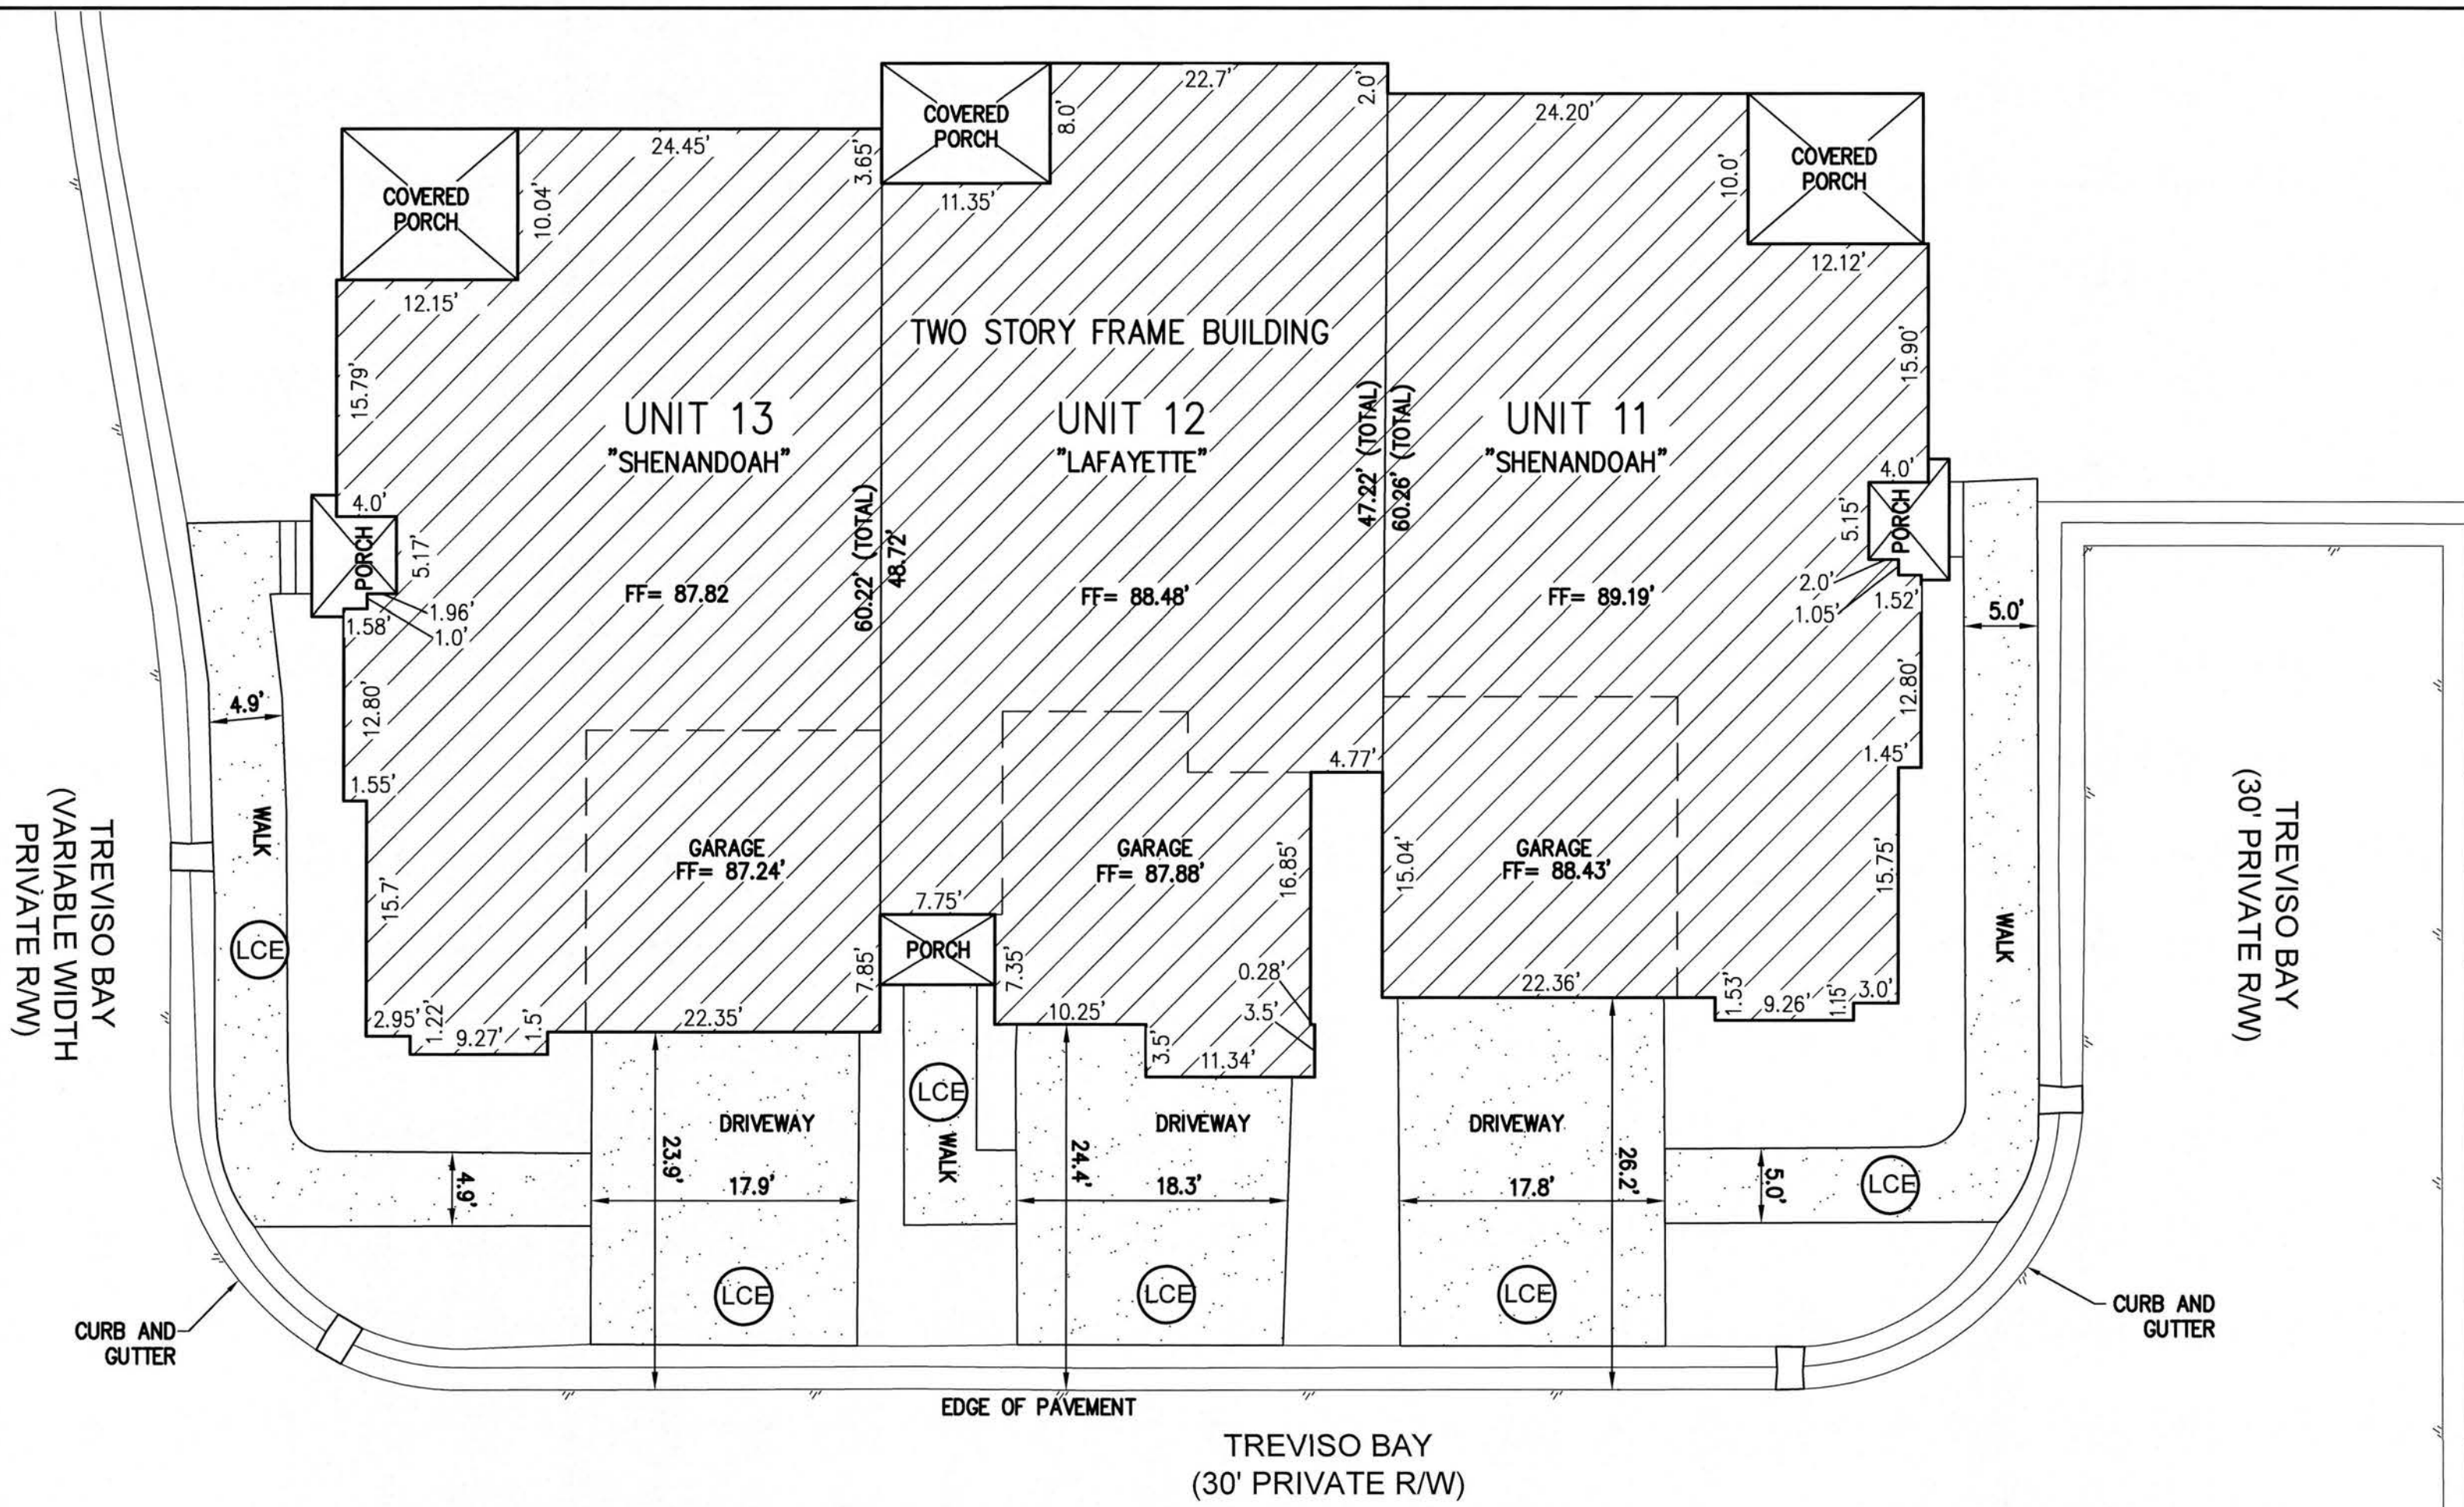 22.7'
2.0'
COVERED
PORCH
8.0'
24.20'
COVERED
PORCH
10.0'
24.45'
3.65'
11.35'
COVERED
PORCH
10.04'
12.12'
12.15'
TWO STORY FRAME BUILDING
15.79'
15.90'
UNIT 13
"SHENANDOAH"
UNIT 12
"LAFAYETTE"
47.22' (TOTAL)
60.26' (TOTAL)
UNIT 11
"SHENANDOAH"
4.0'
PORCH
5.17'
1.96'
1.0'
1.58'
60.22' (TOTAL)
48.72'
4.0'
PORCH
5.15'
2.0'
1.05'
1.52'
FF= 87.82
FF= 88.48'
FF= 89.19'
5.0'
4.9'
12.80'
12.80'
1.55'
4.77'
1.45'
WALK
GARAGE
FF= 87.24'
GARAGE
FF= 87.88'
GARAGE
FF= 88.43'
15.7'
16.85'
15.04'
15.75'
7.75'
PORCH
7.85'
7.35'
WALK
LCE
TREVISO BAY
(VARIABLE WIDTH
PRIVATE R/W)
TREVISO BAY
(30' PRIVATE R/W)
2.95'
1.22'
9.27'
1.5'
22.35'
10.25'
3.5'
11.34'
0.28'
3.5'
22.36'
1.53'
9.26'
1.15'
3.0'
LCE
WALK
DRIVEWAY
DRIVEWAY
DRIVEWAY
4.9'
23.9'
17.9'
24.4'
18.3'
17.8'
26.2'
5.0'
LCE
LCE
LCE
LCE
CURB AND
GUTTER
CURB AND
GUTTER
EDGE OF PAVEMENT
TREVISO BAY
(30' PRIVATE R/W)